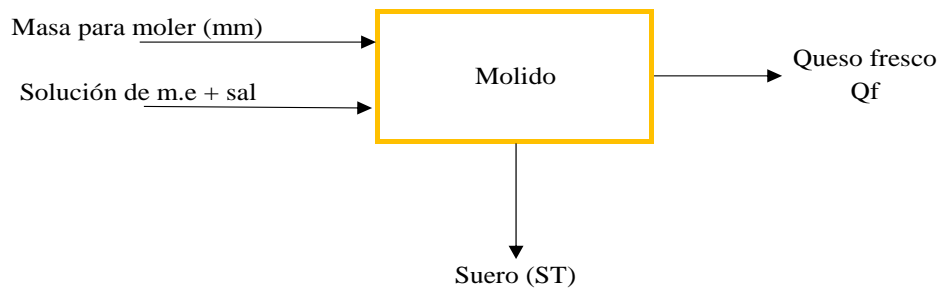 Masa para moler (mm)
Solución de m.e + sal
Molido
Queso fresco
Qf
Suero (ST)